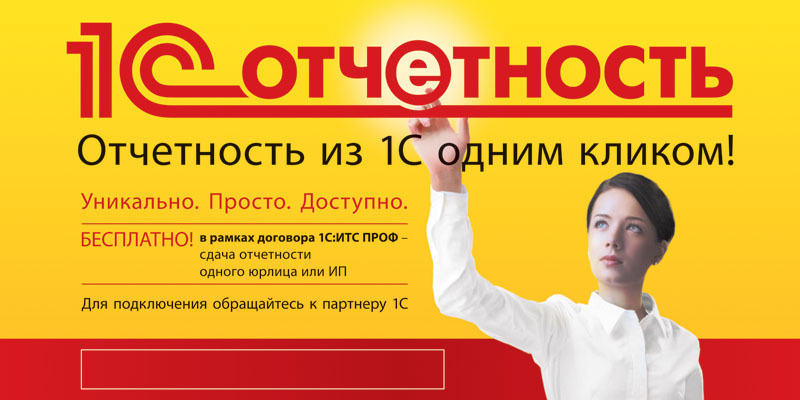 1С отчетность
Отчетность из 1С одним кликом!
Уникально. Просто. Доступно.
БЕСПЛАТНО! в рамках договора 1С:ИТС ПРОФ –
сдача отчетности
одного юрлица или ИП
Для подключения обращайтесь к партнеру 1С